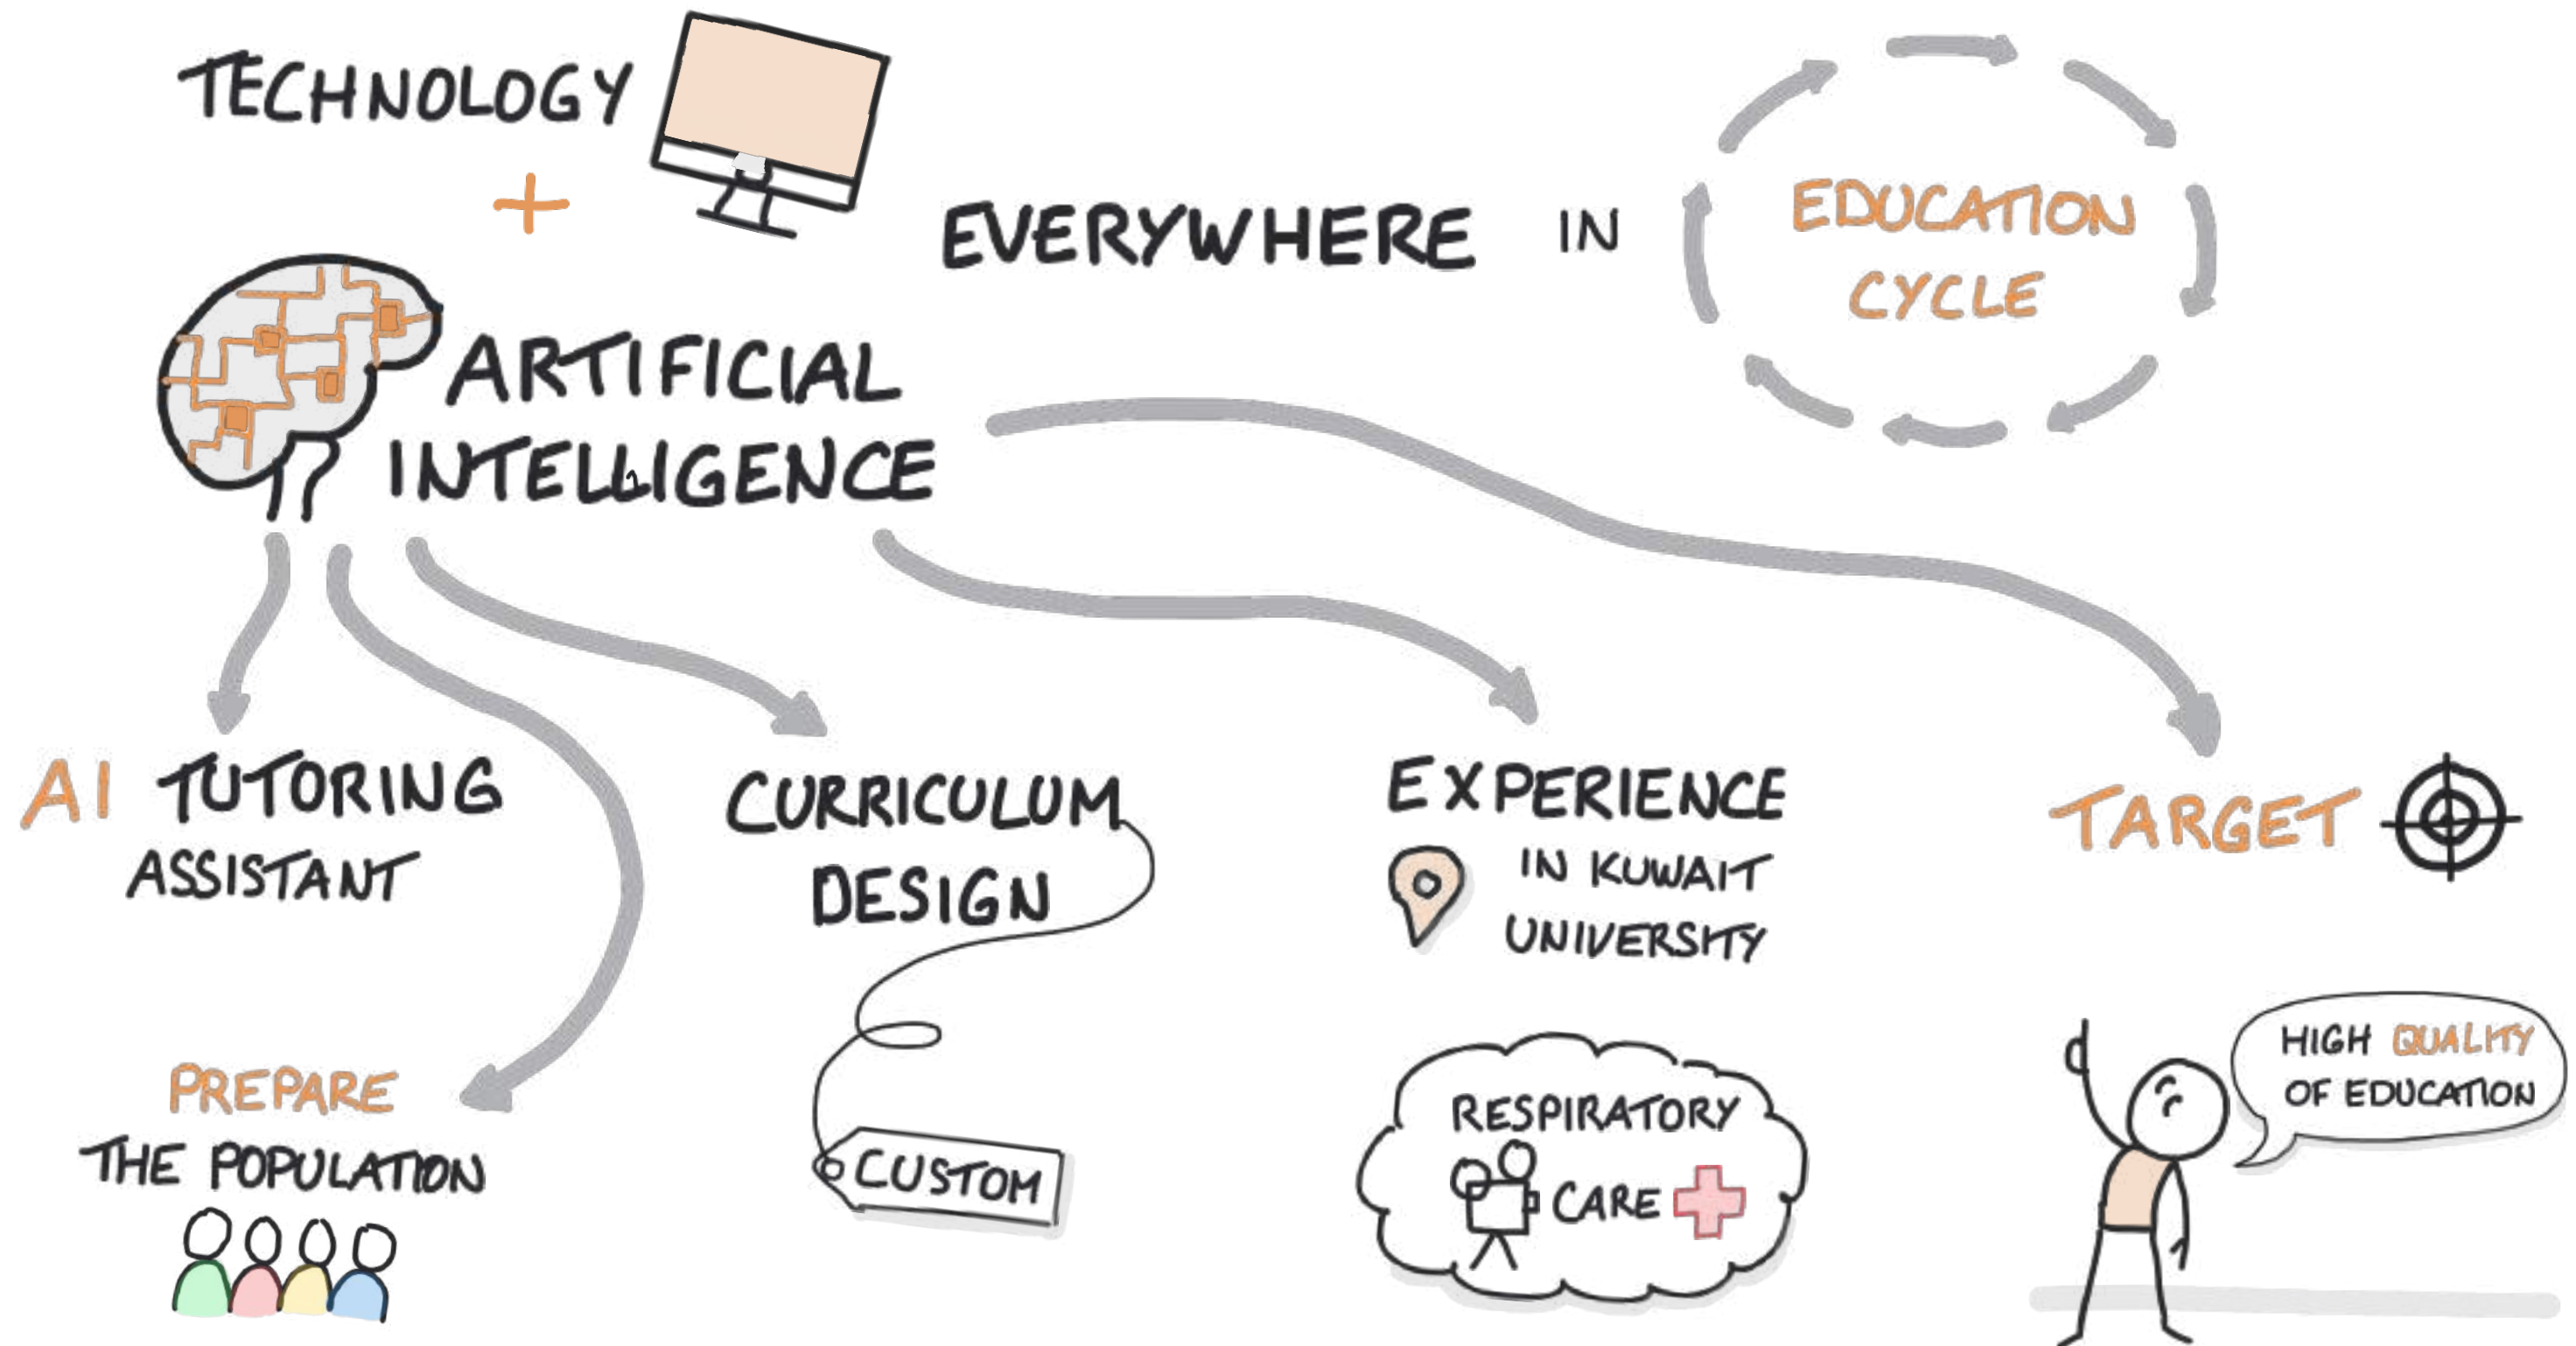 TECHNOLOGY
+
ARTIFICIAL
INTELLIGENCE
EVERYWHERE IN
EDUCATION
CYCLE
AI TUTORING
ASSISTANT
PREPARE
THE POPULATION
CURRICULUM
DESIGN
CUSTOM
EXPERIENCE
IN KUWAIT
UNIVERSITY
RESPIRATORY
CARE
TARGET
HIGH QUALITY
OF EDUCATION